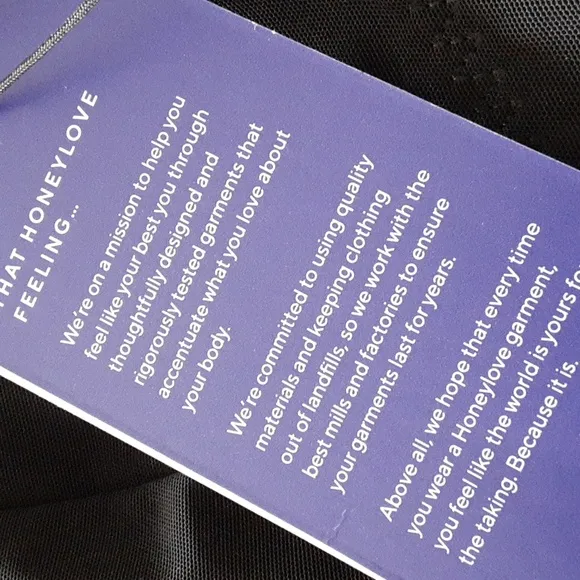 THAT HONEYLOVE
FEELING...
We're on a mission to help you
feel like your best you through
thoughtfully designed and
rigorously tested garments that
accentuate what you love about
your body.
We're committed to using quality
materials and keeping clothing
out of landfills, so we work with the
best mills and factories to ensure
your garments last for years.
Above all, we hope that every time
you wear a Honeylove garment,
you feel like the world is yours for
the taking. Because it is.